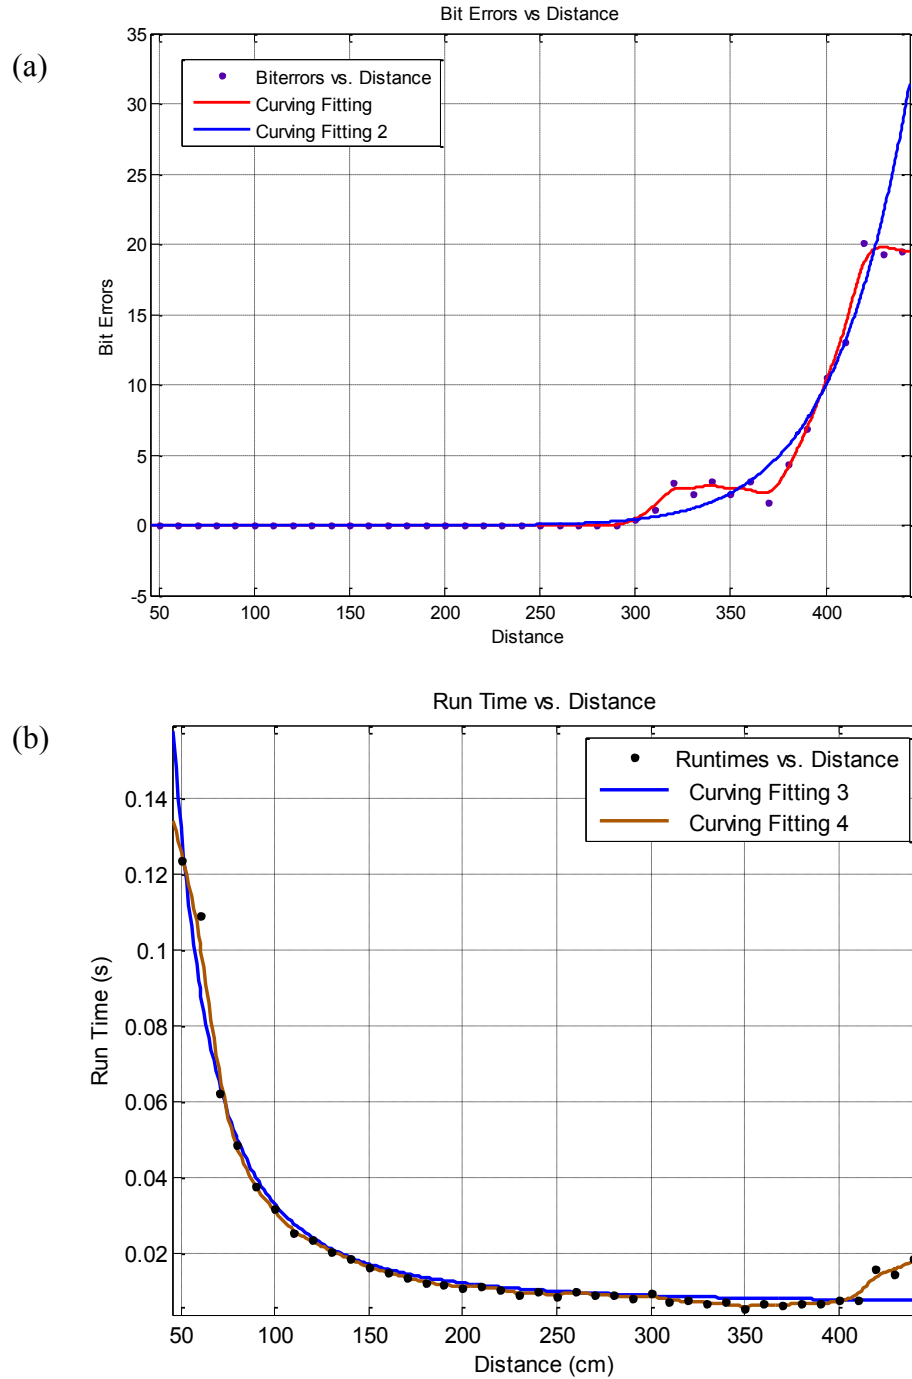 (a)
Bit Errors vs Distance
35
30
25
20
15
10
5
0
-5
Bit Errors
Biterrors vs. Distance
Curving Fitting
Curving Fitting 2
50 100 150 200 250 300 350 400
Distance
(b)
Run Time vs. Distance
0.14
0.12
0.1
0.08
0.06
0.04
0.02
Run Time (s)
Runtimes vs. Distance
Curving Fitting 3
Curving Fitting 4
50 100 150 200 250 300 350 400
Distance (cm)